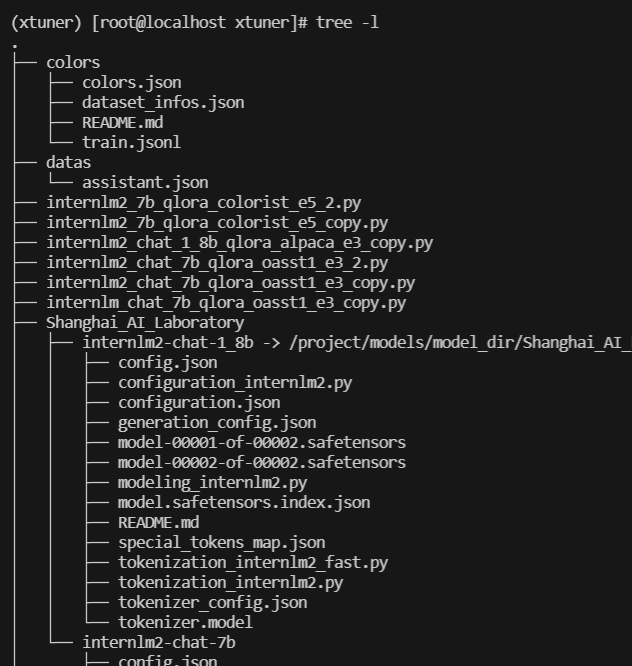 (xtuner) [root@localhost xtuner]# tree -l
.
├── colors
│   ├── colors.json
│   ├── dataset_infos.json
│   ├── README.md
│   └── train.jsonl
├── datas
│   └── assistant.json
├── internlm2_7b_qlora_colorist_e5_2.py
├── internlm2_7b_qlora_colorist_e5_copy.py
├── internlm2_chat_1_8b_qlora_alpaca_e3_copy.py
├── internlm2_chat_7b_qlora_oasst1_e3_2.py
├── internlm2_chat_7b_qlora_oasst1_e3_copy.py
├── internlm_chat_7b_qlora_oasst1_e3_copy.py
├── Shanghai_AI_Laboratory
│   ├── internlm2-chat-1_8b -> /project/models/model_dir/Shanghai_AI_
│   │   ├── config.json
│   │   ├── configuration_internlm2.py
│   │   ├── configuration.json
│   │   ├── generation_config.json
│   │   ├── model-00001-of-00002.safetensors
│   │   ├── model-00002-of-00002.safetensors
│   │   ├── modeling_internlm2.py
│   │   ├── model.safetensors.index.json
│   │   ├── README.md
│   │   ├── special_tokens_map.json
│   │   ├── tokenization_internlm2_fast.py
│   │   ├── tokenization_internlm2.py
│   │   ├── tokenizer_config.json
│   │   └── tokenizer.model
│   └── internlm2-chat-7b
│       ├── config.json